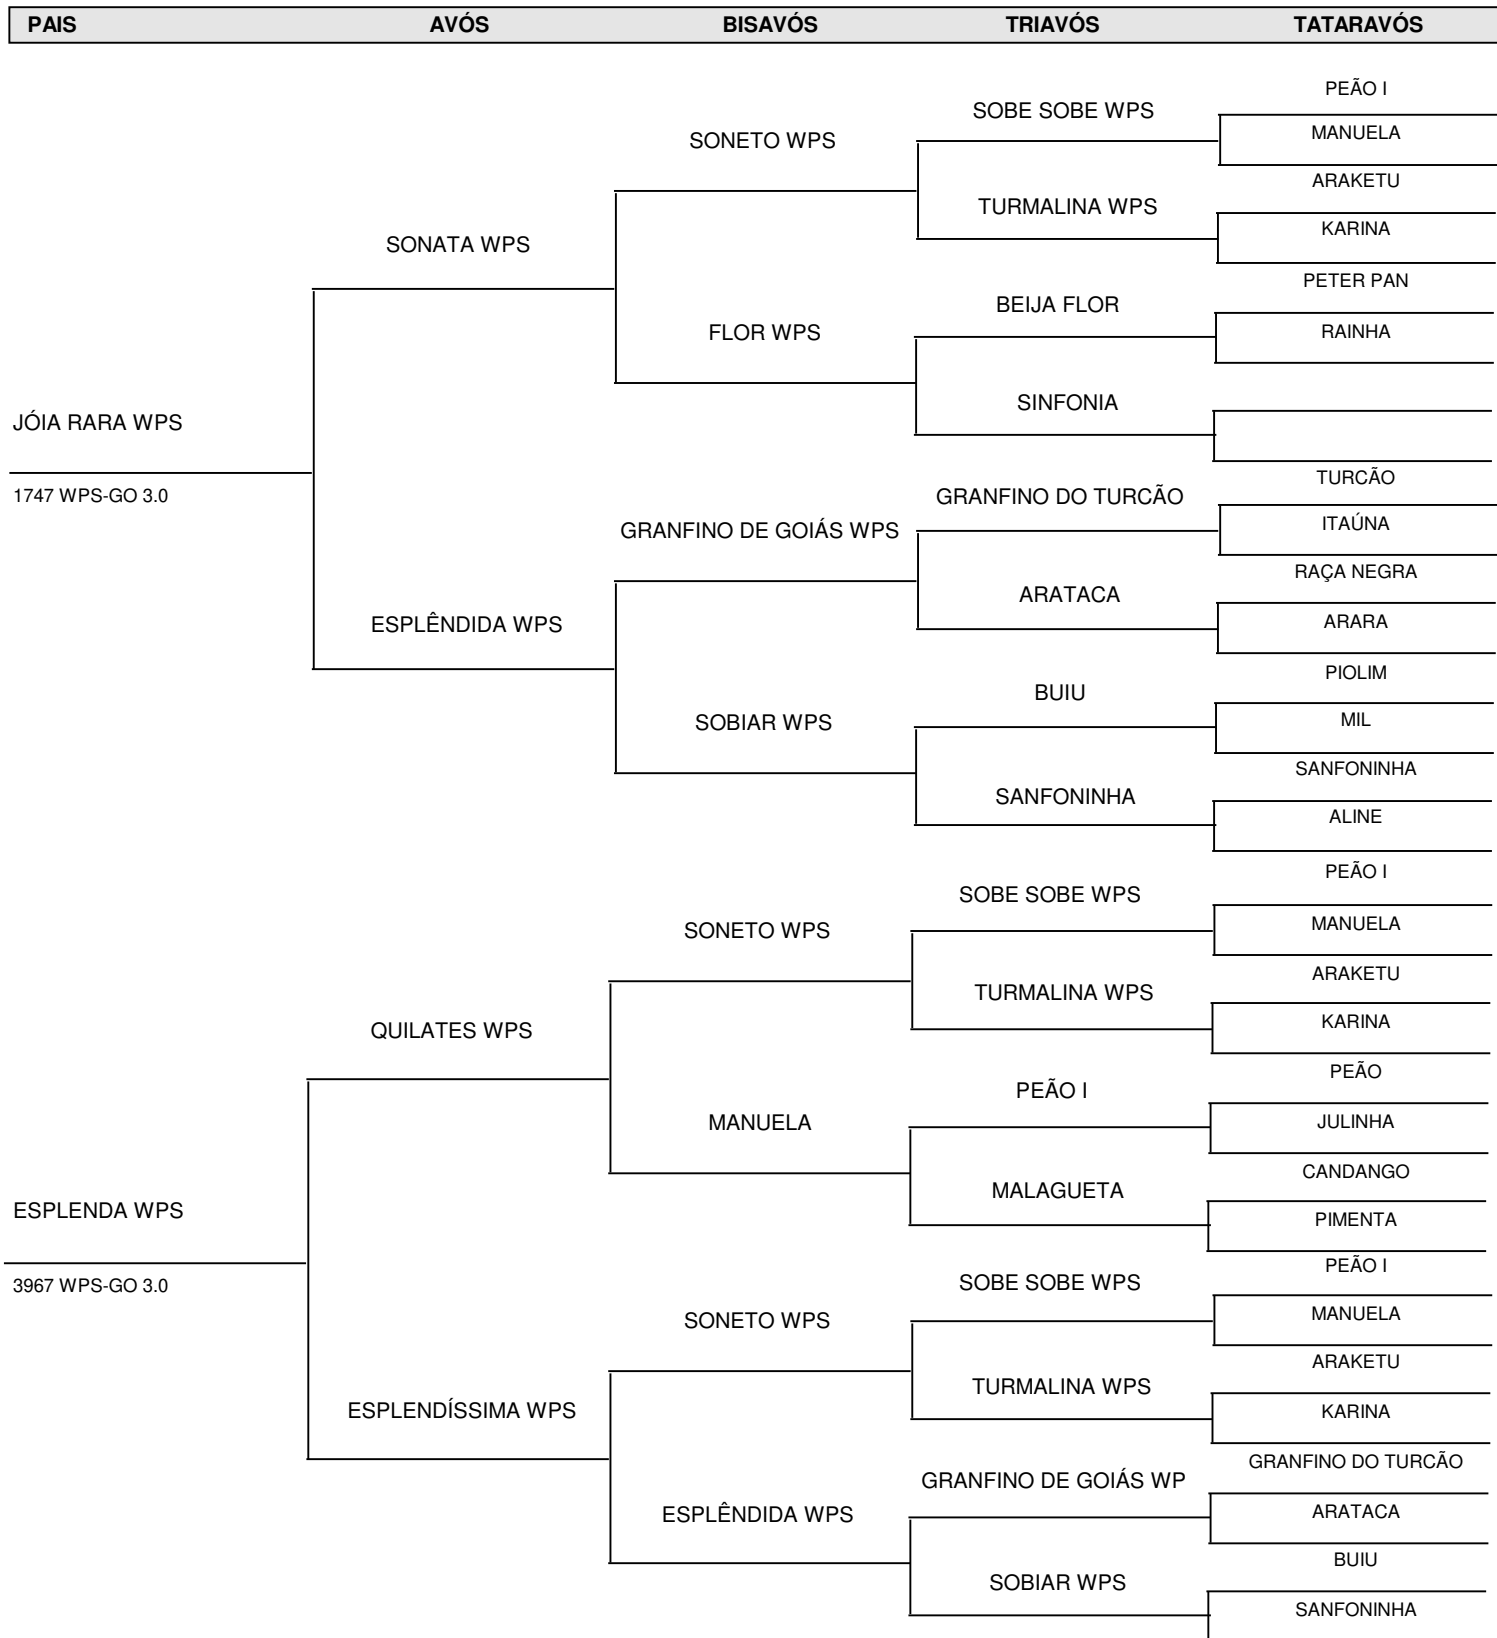 PAIS AVÓS BISAVÓS TRIAVÓS TATARAVÓS
PEÃO I
SOBE SOBE WPS
MANUELA
SONETO WPS
ARAKETU
TURMALINA WPS
KARINA
SONATA WPS
PETER PAN
BEIJA FLOR
RAINHA
FLOR WPS
SINFONIA
JÓIA RARA WPS
TURCÃO
1747 WPS-GO 3.0
GRANFINO DO TURCÃO
ITAÚNA
GRANFINO DE GOIÁS WPS
RAÇA NEGRA
ARATACA
ARARA
ESPLÊNDIDA WPS
PIOLIM
BUIU
MIL
SOBIAR WPS
SANFONINHA
SANFONINHA
ALINE
PEÃO I
SOBE SOBE WPS
MANUELA
SONETO WPS
ARAKETU
TURMALINA WPS
KARINA
QUILATES WPS
PEÃO
PEÃO I
JULINHA
MANUELA
CANDANGO
MALAGUETA
ESPLENDA WPS
PIMENTA
PEÃO I
3967 WPS-GO 3.0
SOBE SOBE WPS
MANUELA
SONETO WPS
ARAKETU
TURMALINA WPS
KARINA
ESPLENDÍSSIMA WPS
GRANFINO DO TURCÃO
GRANFINO DE GOIÁS WP
ARATACA
ESPLÊNDIDA WPS
BUIU
SOBIAR WPS
SANFONINHA